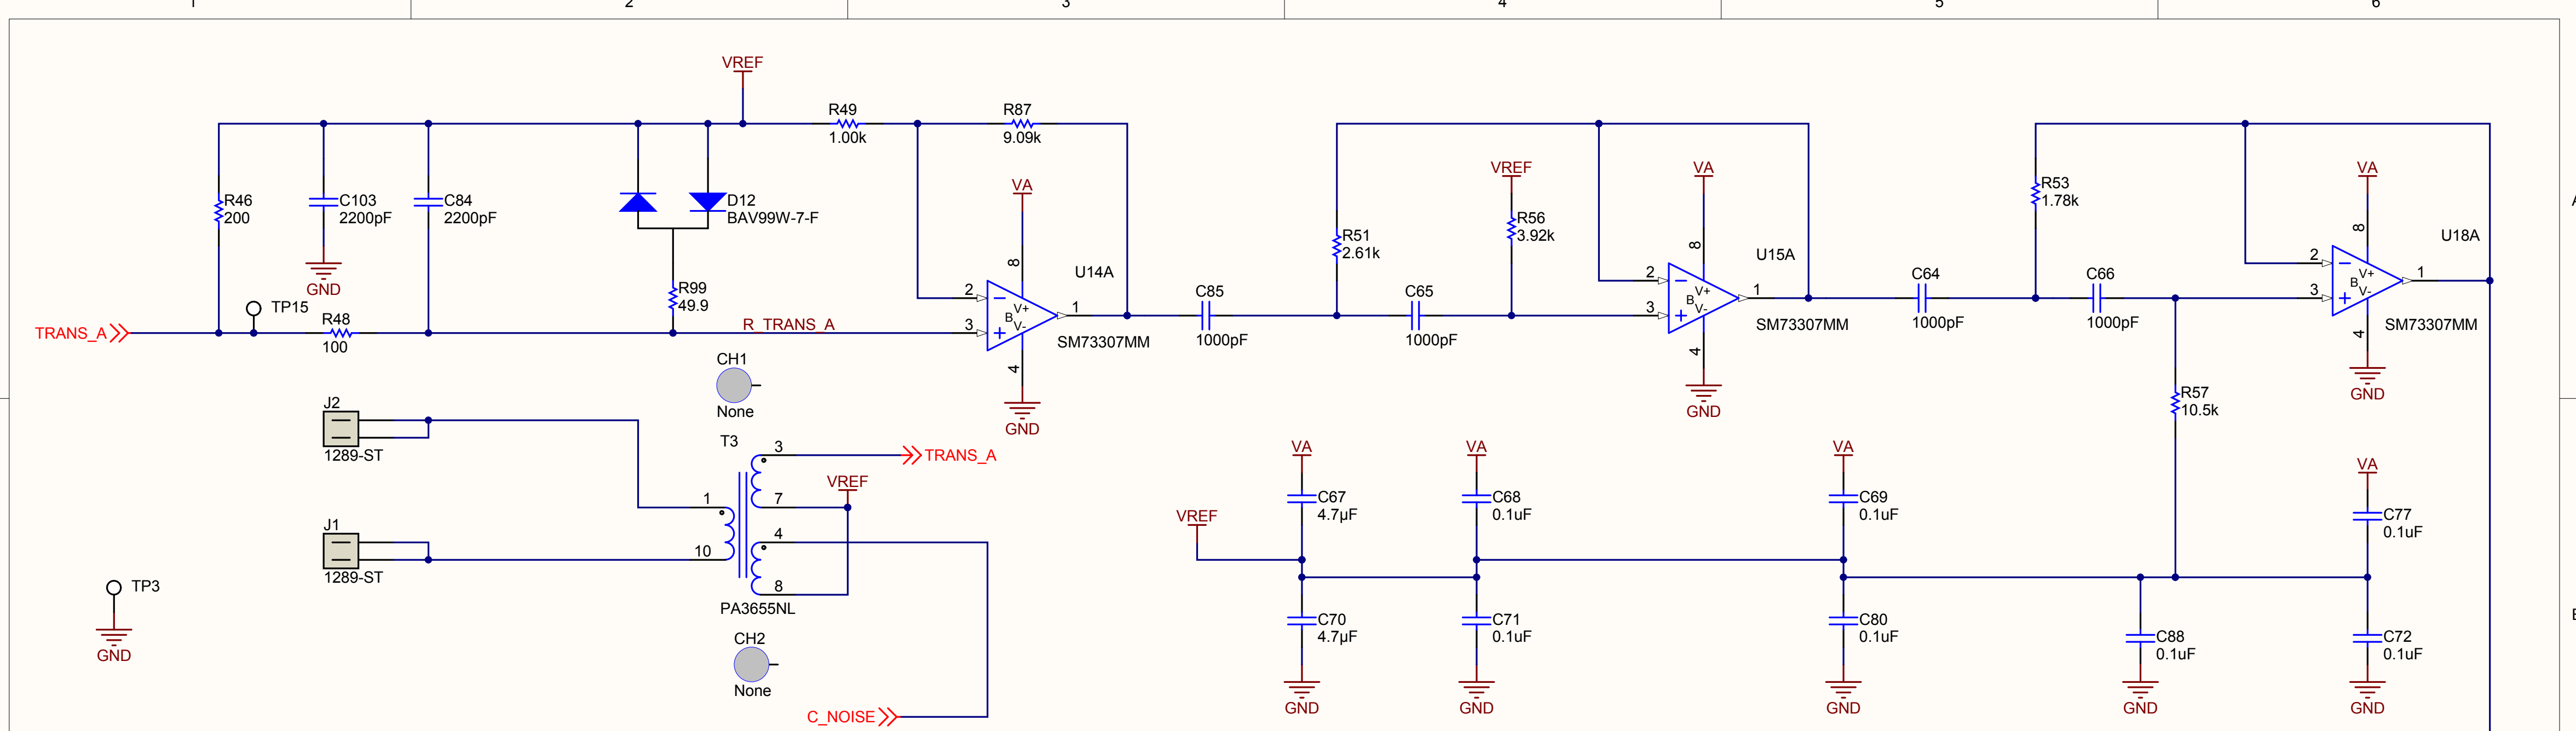 1 2 3 4 5 6
VREF
R49
1.00k
R87
9.09k
R46
200
C103
2200pF
GND
C84
2200pF
D12
BAV99W-7-F
R99
49.9
TRANS_A
TP15
R48
100
R_TRANS_A
VA
8
U14A
2
3
B
V+
V-
1
4
SM73307MM
GND
C85
1000pF
R51
2.61k
C65
1000pF
VREF
R56
3.92k
VA
8
U15A
2
3
B
V+
V-
1
4
SM73307MM
GND
C64
1000pF
R53
1.78k
C66
1000pF
VA
8
U18A
2
3
B
V+
V-
1
4
SM73307MM
GND
R57
10.5k
CH1
None
J2
1289-ST
J1
1289-ST
T3
3
TRANS_A
1
7
VREF
4
10
8
PA3655NL
CH2
None
C_NOISE
TP3
GND
VREF
VA
C67
4.7µF
C70
4.7µF
GND
VA
C68
0.1uF
C71
0.1uF
GND
VA
C69
0.1uF
C80
0.1uF
GND
C88
0.1uF
GND
VA
C77
0.1uF
C72
0.1uF
GND